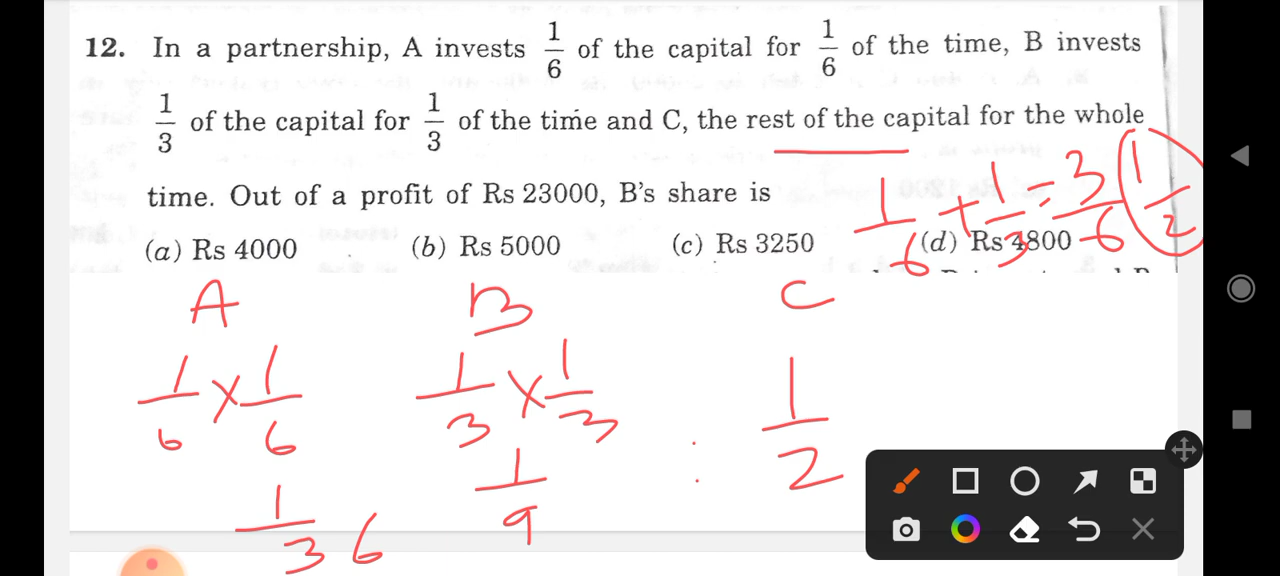 12. In a partnership, A invests 1/6 of the capital for 1/6 of the time, B invests
1/3 of the capital for 1/3 of the time and C, the rest of the capital for the whole
time. Out of a profit of Rs 23000, B's share is
1/6 + 1/3 = 3/6 (1/2)
(a) Rs 4000 (b) Rs 5000 (c) Rs 3250 (d) Rs 4800
A B C
1/6 × 1/6 1/3 × 1/3 : 1/2
1/36 1/9